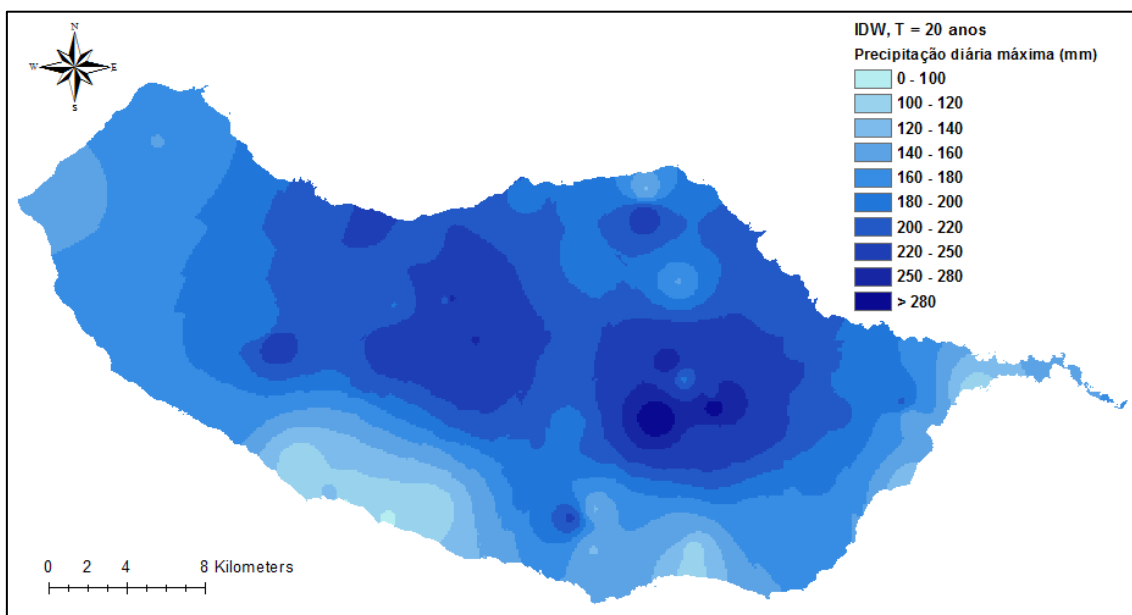 N
W E
S
IDW, T = 20 anos
Precipitação diária máxima (mm)
0 - 100
100 - 120
120 - 140
140 - 160
160 - 180
180 - 200
200 - 220
220 - 250
250 - 280
> 280
0 2 4 8 Kilometers